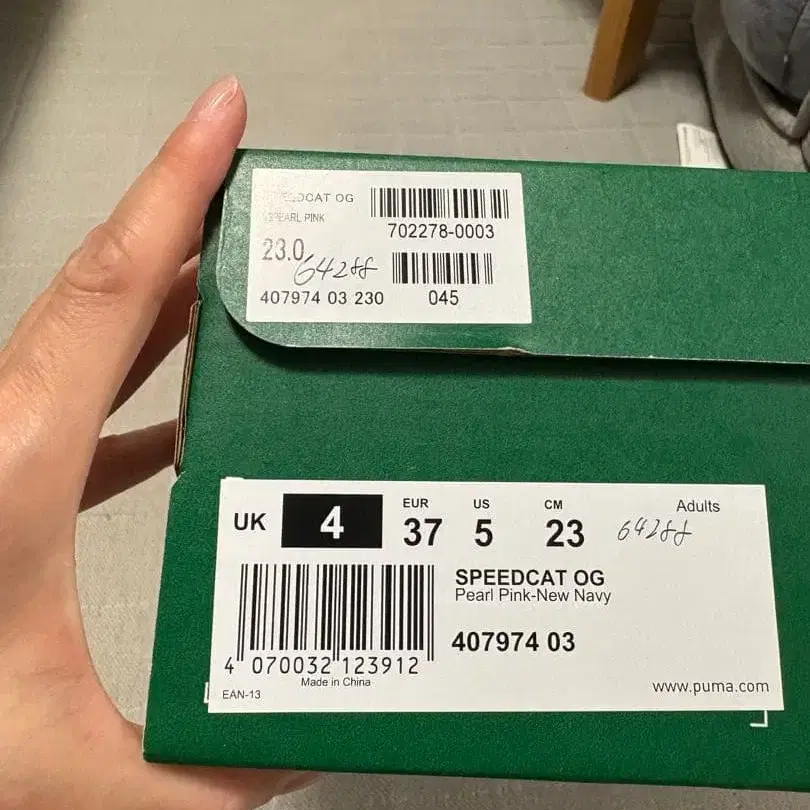 SPEEDCAT OG
PEARL PINK
702278-0003
23.0
64288
407974 03 230
045
UK 4
EUR 37
US 5
CM 23
Adults
64288
SPEEDCAT OG
Pearl Pink-New Navy
407974 03
4 070032 123912
Made in China
EAN-13
www.puma.com